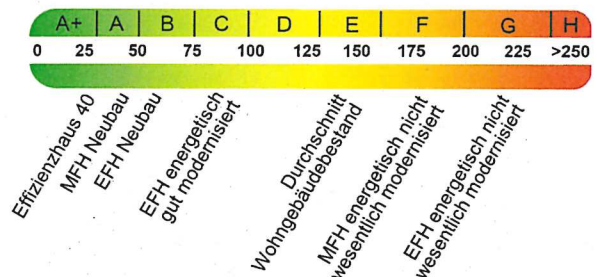 A+ A B C D E F G H
0 25 50 75 100 125 150 175 200 225 >250
Effizienzhaus 40
MFH Neubau
EFH Neubau
EFH energetisch
gut modernisiert
Durchschnitt
Wohngebäudebestand
MFH energetisch nicht
wesentlich modernisiert
EFH energetisch nicht
wesentlich modernisiert